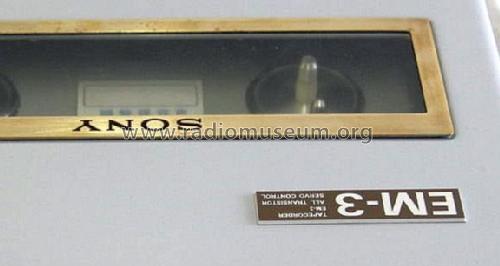 SONY
www.radiomuseum.org
EM-3
TAPECORDER
EM-3
ALL TRANSISTOR
SERVO CONTROL